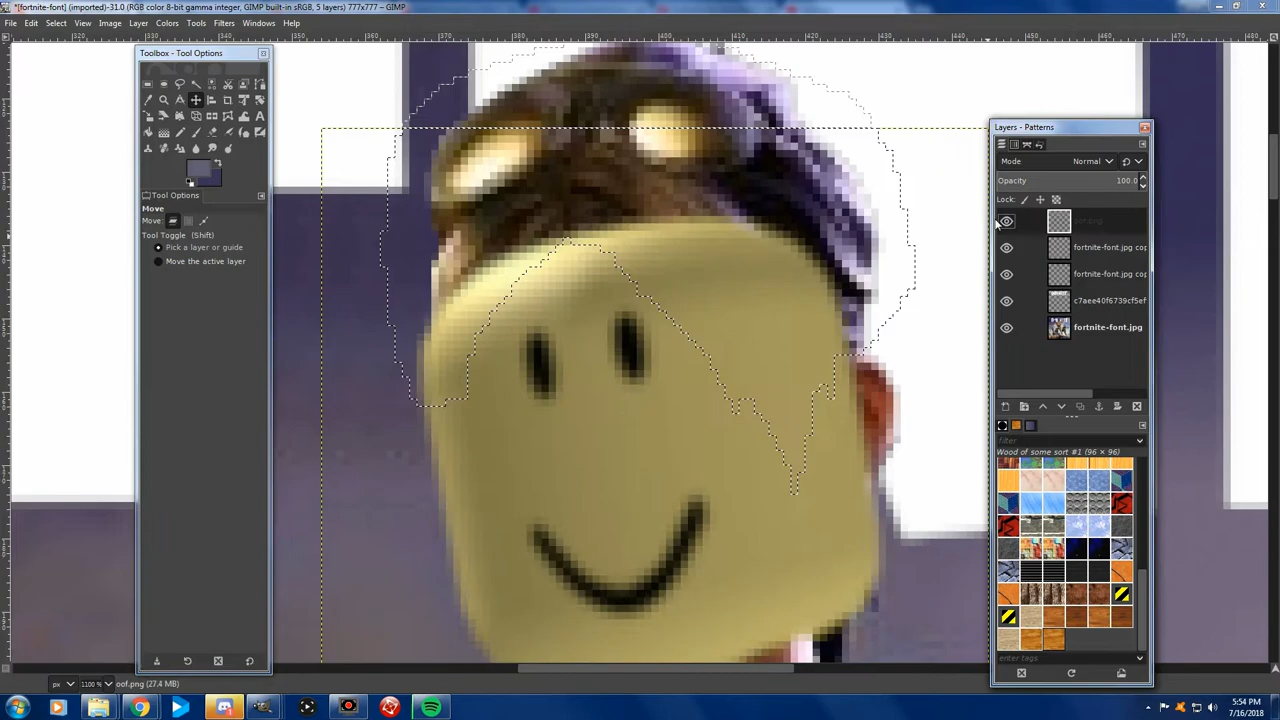 *[fortnite-font] (imported)-31.0 (RGB color 8-bit gamma integer, GIMP built-in sRGB, 5 layers) 777x777 – GIMP
File Edit Select View Image Layer Colors Tools Filters Windows Help
Toolbox - Tool Options
Tool Options
Move
Move:
Tool Toggle (Shift)
Pick a layer or guide
Move the active layer
Layers - Patterns
Mode Normal
Opacity 100.0
Lock:
fortnite-font.jpg cop
fortnite-font.jpg cop
c7aee40f6739cf5ef
fortnite-font.jpg
filter
Wood of some sort #1 (96 × 96)
enter tags
px 1100 % oof.png (27.4 MB)
5:54 PM
7/16/2018